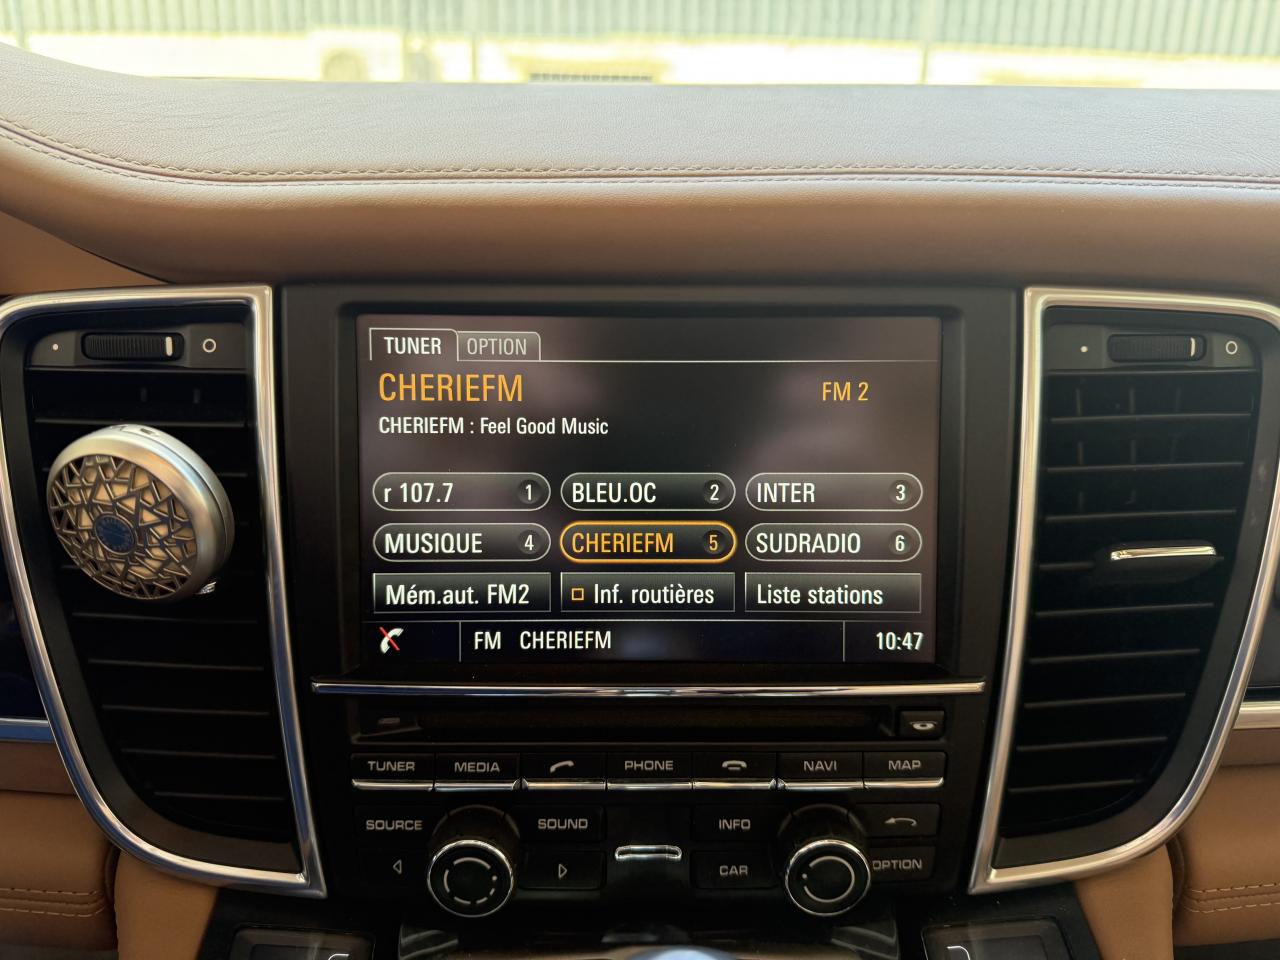 TUNER OPTION
CHERIEFM FM 2
CHERIEFM : Feel Good Music
r 107.7 1 BLEU.OC 2 INTER 3
MUSIQUE 4 CHERIEFM 5 SUDRADIO 6
Mém.aut. FM2 Inf. routières Liste stations
FM CHERIEFM 10:47
TUNER MEDIA PHONE NAVI MAP
SOURCE SOUND INFO
CAR OPTION